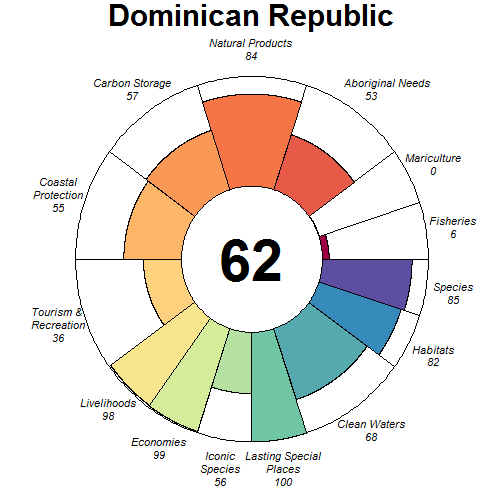 Dominican Republic
Natural Products
84
Carbon Storage
57
Aboriginal Needs
53
Mariculture
0
Coastal
Protection
55
Fisheries
6
62
Species
85
Tourism &
Recreation
36
Habitats
82
Livelihoods
98
Clean Waters
68
Economies
99
Iconic
Species
56
Lasting Special
Places
100